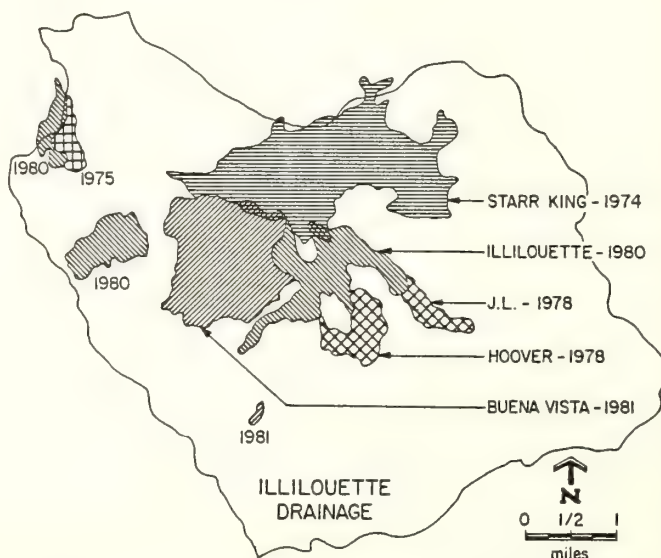 1980
1975
STARR KING - 1974
ILLILOUETTE - 1980
1980
J.L. - 1978
HOOVER - 1978
BUENA VISTA - 1981
1981
ILLILOUETTE
DRAINAGE
N
0 1/2 1
miles